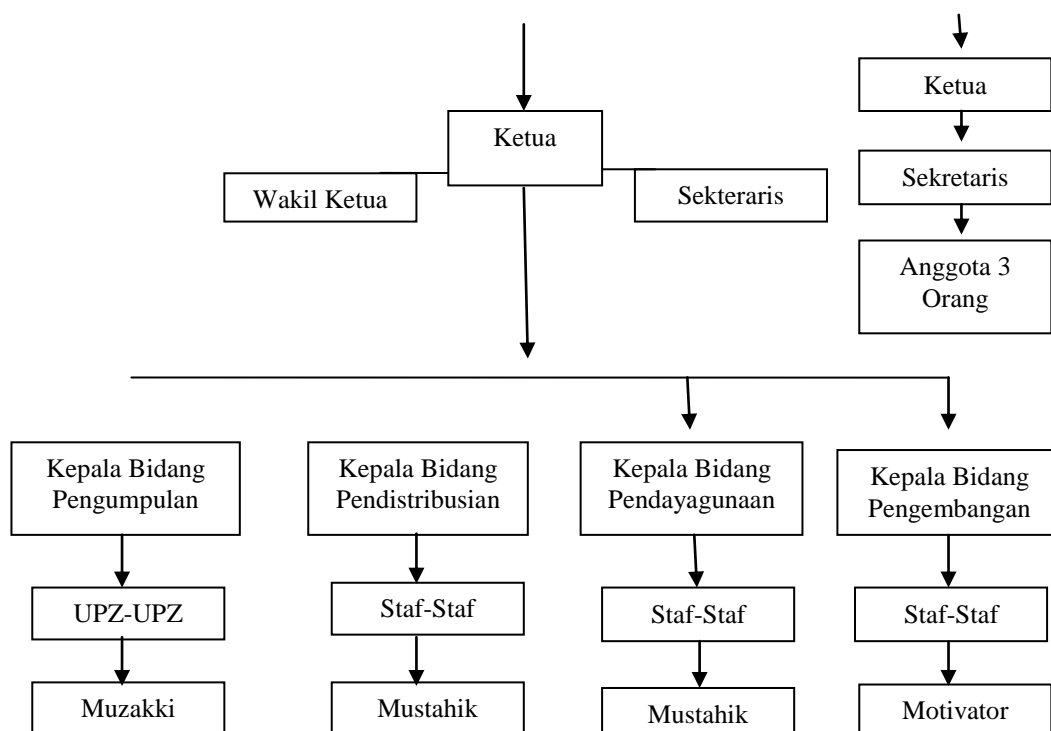 Ketua
Ketua
Sekretaris
Wakil Ketua
Sekteraris
Anggota 3
Orang
Kepala Bidang
Pengumpulan
Kepala Bidang
Pendistribusian
Kepala Bidang
Pendayagunaan
Kepala Bidang
Pengembangan
UPZ-UPZ
Staf-Staf
Staf-Staf
Staf-Staf
Muzakki
Mustahik
Mustahik
Motivator